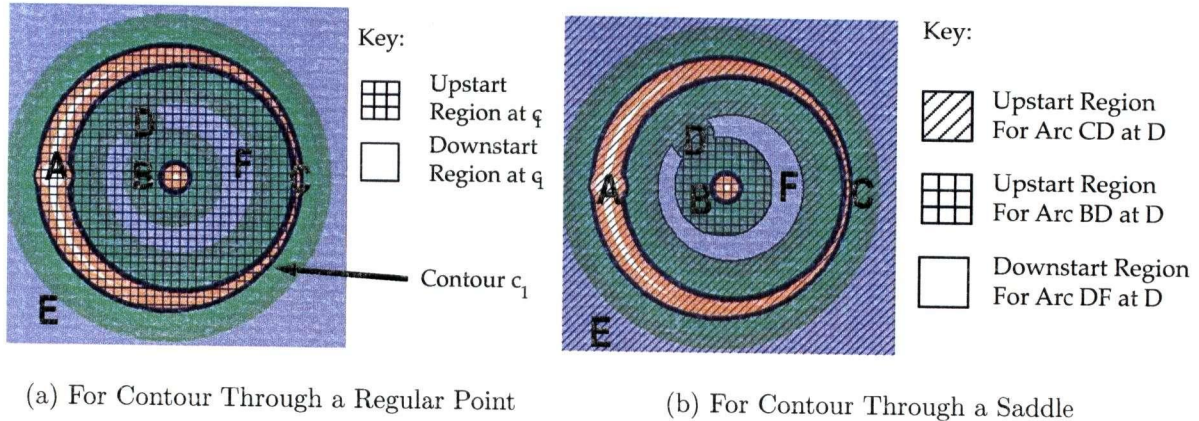 Key:
Upstart
Region at c₁
Downstart
Region at c₁
A
B
C
D
E
F
Contour c₁
(a) For Contour Through a Regular Point
Key:
Upstart Region
For Arc CD at D
Upstart Region
For Arc BD at D
Downstart Region
For Arc DF at D
A
B
C
D
E
F
(b) For Contour Through a Saddle